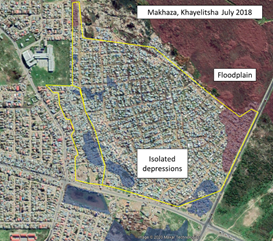 Makhaza, Khayelitsha July 2018
Floodplain
Isolated
depressions